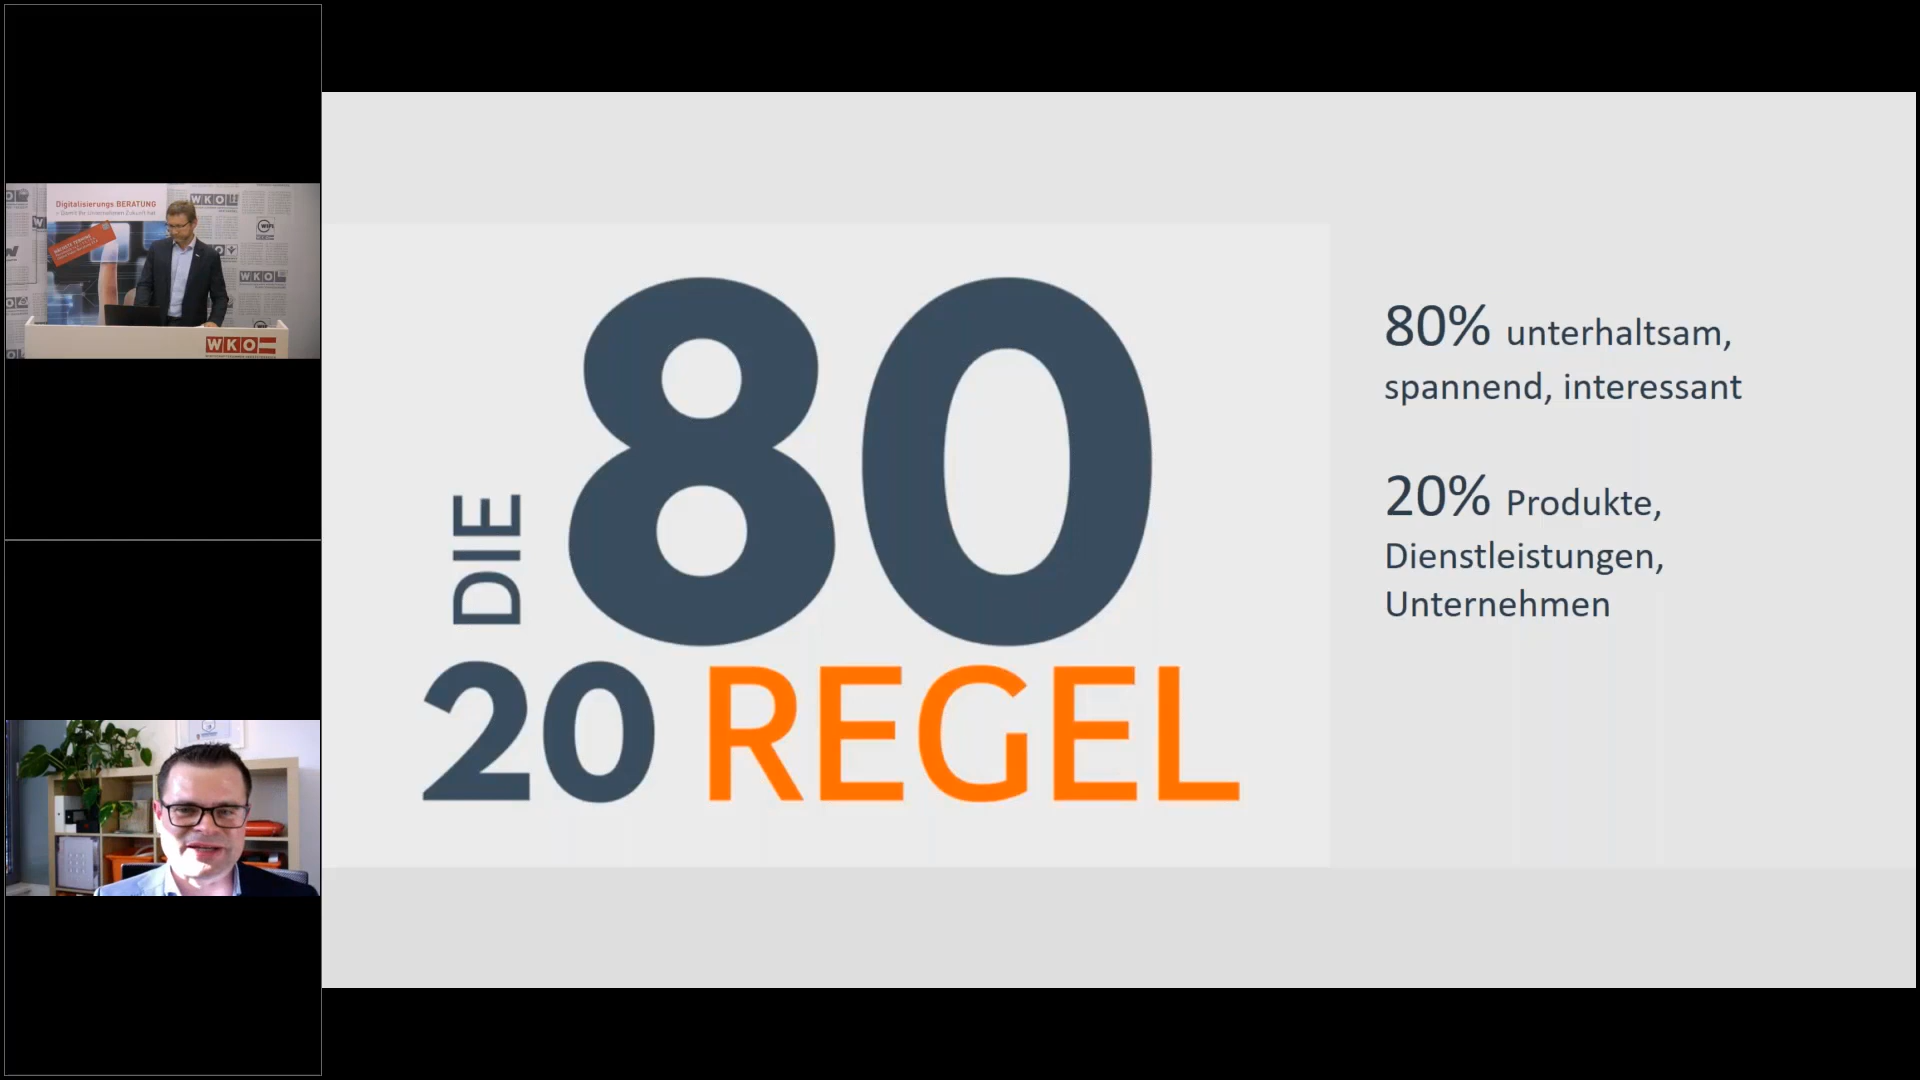 Digitalisierungs BERATUNG
WKO
WKO
WKO
DIE
80
20 REGEL
80% unterhaltsam,
spannend, interessant
20% Produkte,
Dienstleistungen,
Unternehmen